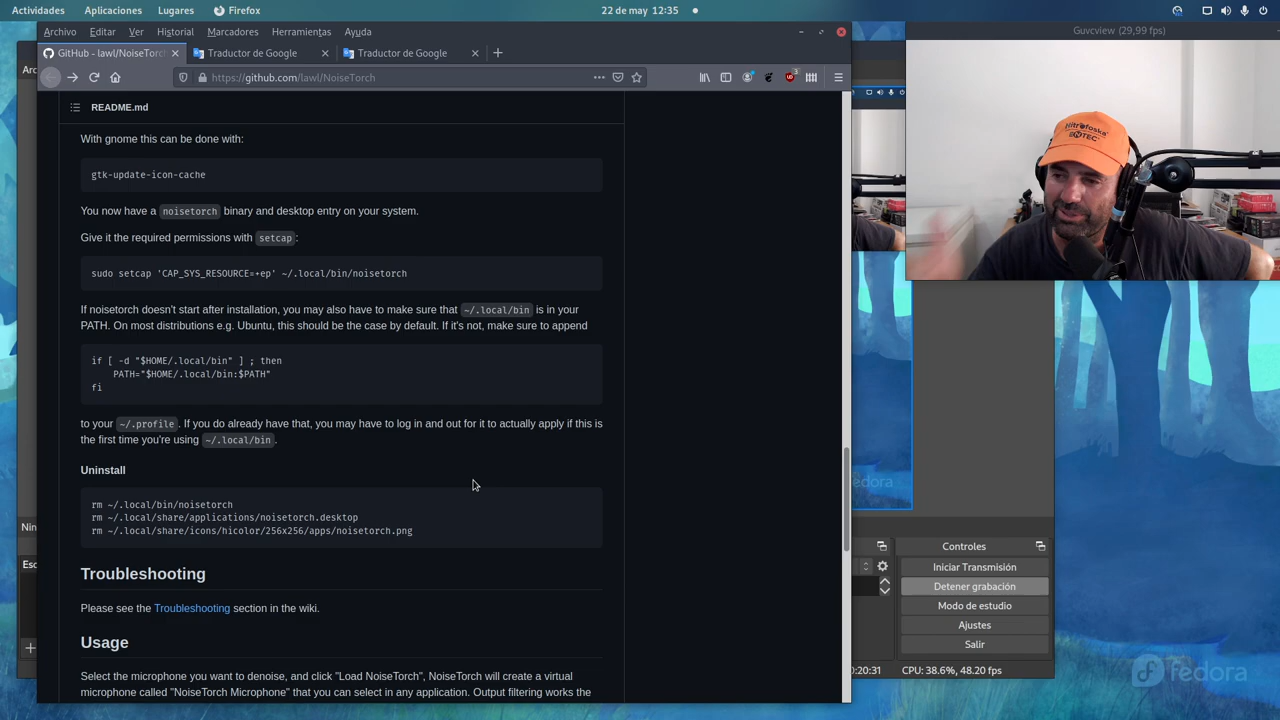 Actividades Aplicaciones Lugares Firefox 22 de may 12:35
Archivo Editar Ver Historial Marcadores Herramientas Ayuda
Guvcview (29,99 fps)
GitHub - lawl/NoiseTorch Traductor de Google Traductor de Google
https://github.com/lawl/NoiseTorch
README.md
With gnome this can be done with:
gtk-update-icon-cache
You now have a noisetorch binary and desktop entry on your system.
Give it the required permissions with setcap:
sudo setcap 'CAP_SYS_RESOURCE=+ep' ~/.local/bin/noisetorch
If noisetorch doesn't start after installation, you may also have to make sure that ~/.local/bin is in your
PATH. On most distributions e.g. Ubuntu, this should be the case by default. If it's not, make sure to append
if [ -d "$HOME/.local/bin" ] ; then
PATH="$HOME/.local/bin:$PATH"
fi
to your ~/.profile. If you do already have that, you may have to log in and out for it to actually apply if this is
the first time you're using ~/.local/bin.
Uninstall
rm ~/.local/bin/noisetorch
rm ~/.local/share/applications/noisetorch.desktop
rm ~/.local/share/icons/hicolor/256x256/apps/noisetorch.png
Troubleshooting
Please see the Troubleshooting section in the wiki.
Usage
Select the microphone you want to denoise, and click "Load NoiseTorch", NoiseTorch will create a virtual
microphone called "NoiseTorch Microphone" that you can select in any application. Output filtering works the
Nitrofoska
ENTEC
Controles
Iniciar Transmisión
Detener grabación
Modo de estudio
Ajustes
Salir
0:20:31 CPU: 38.6%, 48.20 fps
fedora
fedora